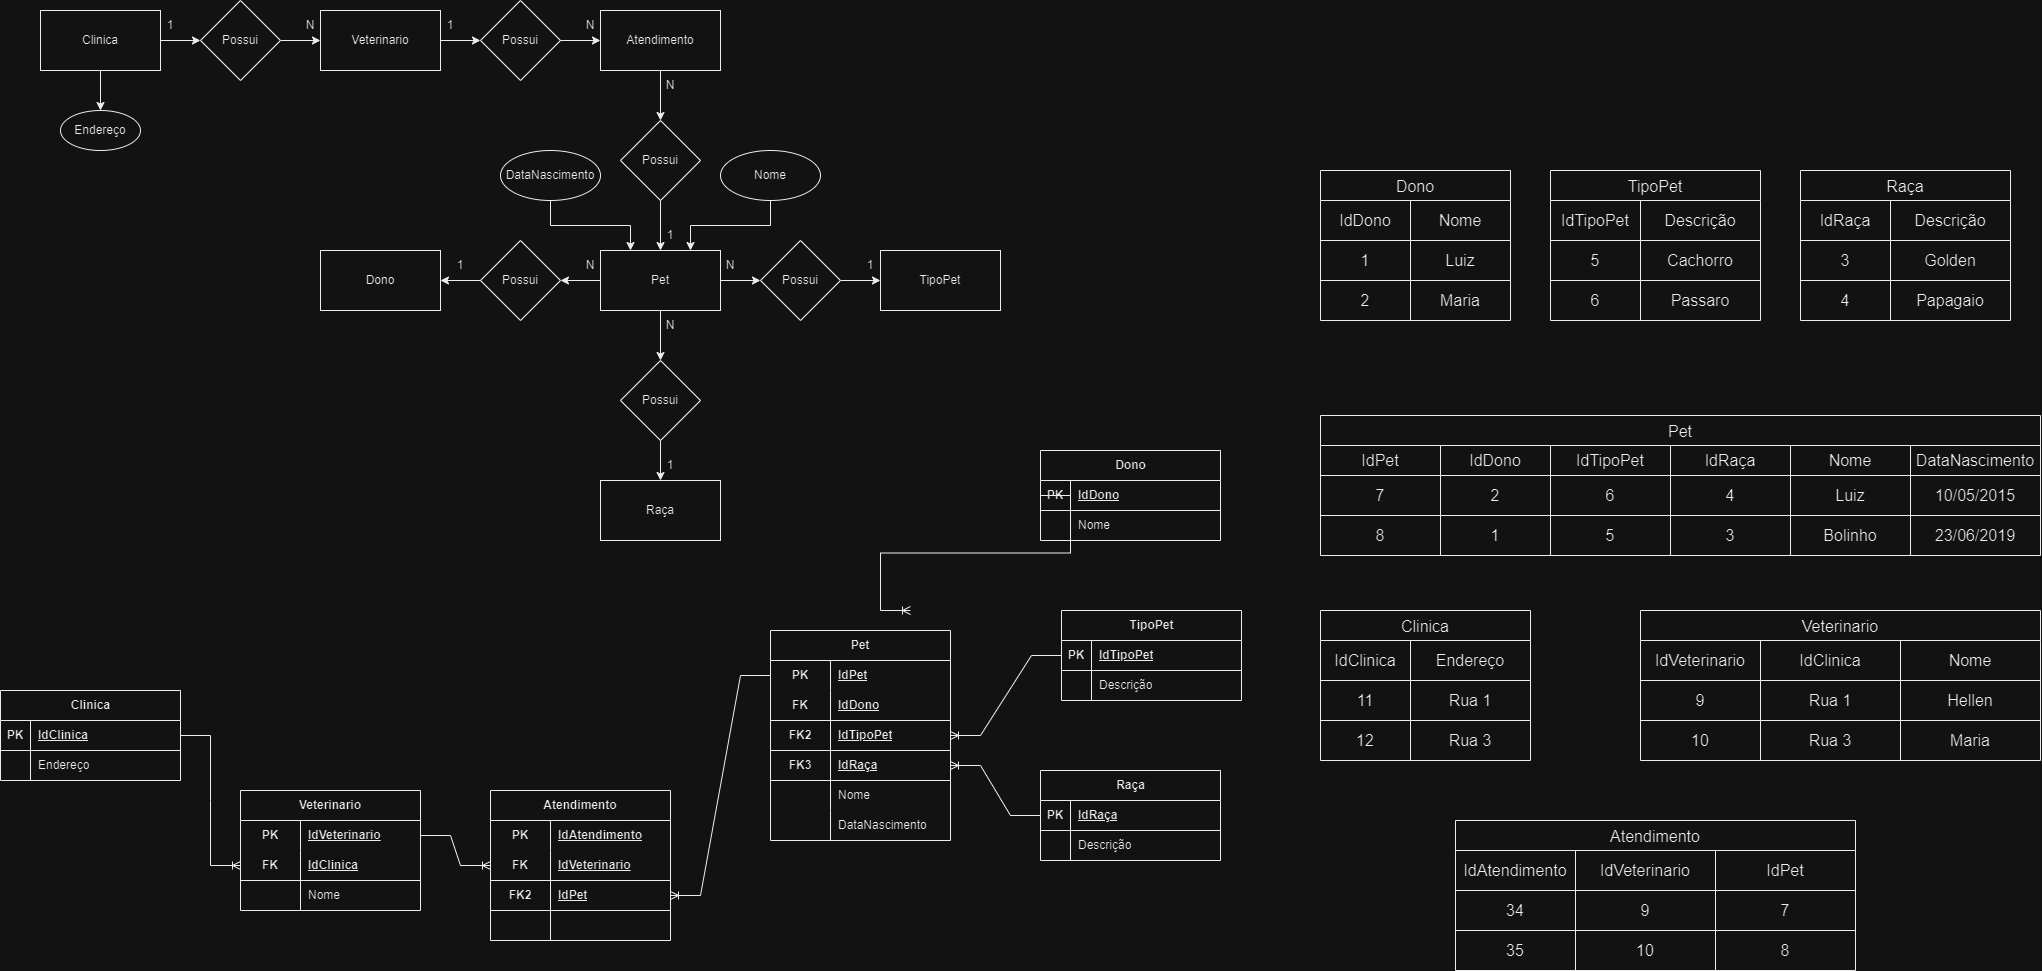 Clinica 1 Possui N Veterinario 1 Possui N Atendimento
N
Endereço
Possui
DataNascimento Nome
1
Dono 1 Possui N Pet N Possui 1 TipoPet
N
Possui
1
Raça
Dono
PK IdDono
Nome
TipoPet
PK IdTipoPet
Descrição
Pet
PK IdPet
FK IdDono
FK2 IdTipoPet
FK3 IdRaça
Nome
DataNascimento
Raça
PK IdRaça
Descrição
Clinica
PK IdClinica
Endereço
Veterinario
PK IdVeterinario
FK IdClinica
Nome
Atendimento
PK IdAtendimento
FK IdVeterinario
FK2 IdPet
Dono
IdDono Nome
1 Luiz
2 Maria
TipoPet
IdTipoPet Descrição
5 Cachorro
6 Passaro
Raça
IdRaça Descrição
3 Golden
4 Papagaio
Pet
IdPet IdDono IdTipoPet IdRaça Nome DataNascimento
7 2 6 4 Luiz 10/05/2015
8 1 5 3 Bolinho 23/06/2019
Clinica
IdClinica Endereço
11 Rua 1
12 Rua 3
Veterinario
IdVeterinario IdClinica Nome
9 Rua 1 Hellen
10 Rua 3 Maria
Atendimento
IdAtendimento IdVeterinario IdPet
34 9 7
35 10 8